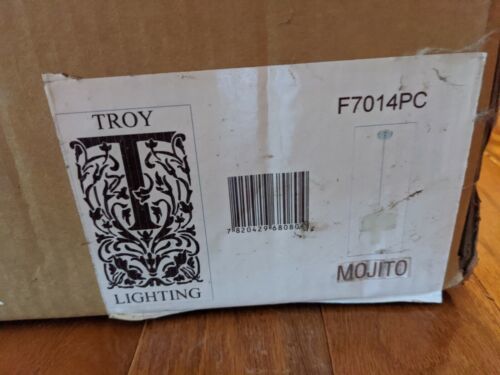 TROY
T
LIGHTING
F7014PC
MOJITO